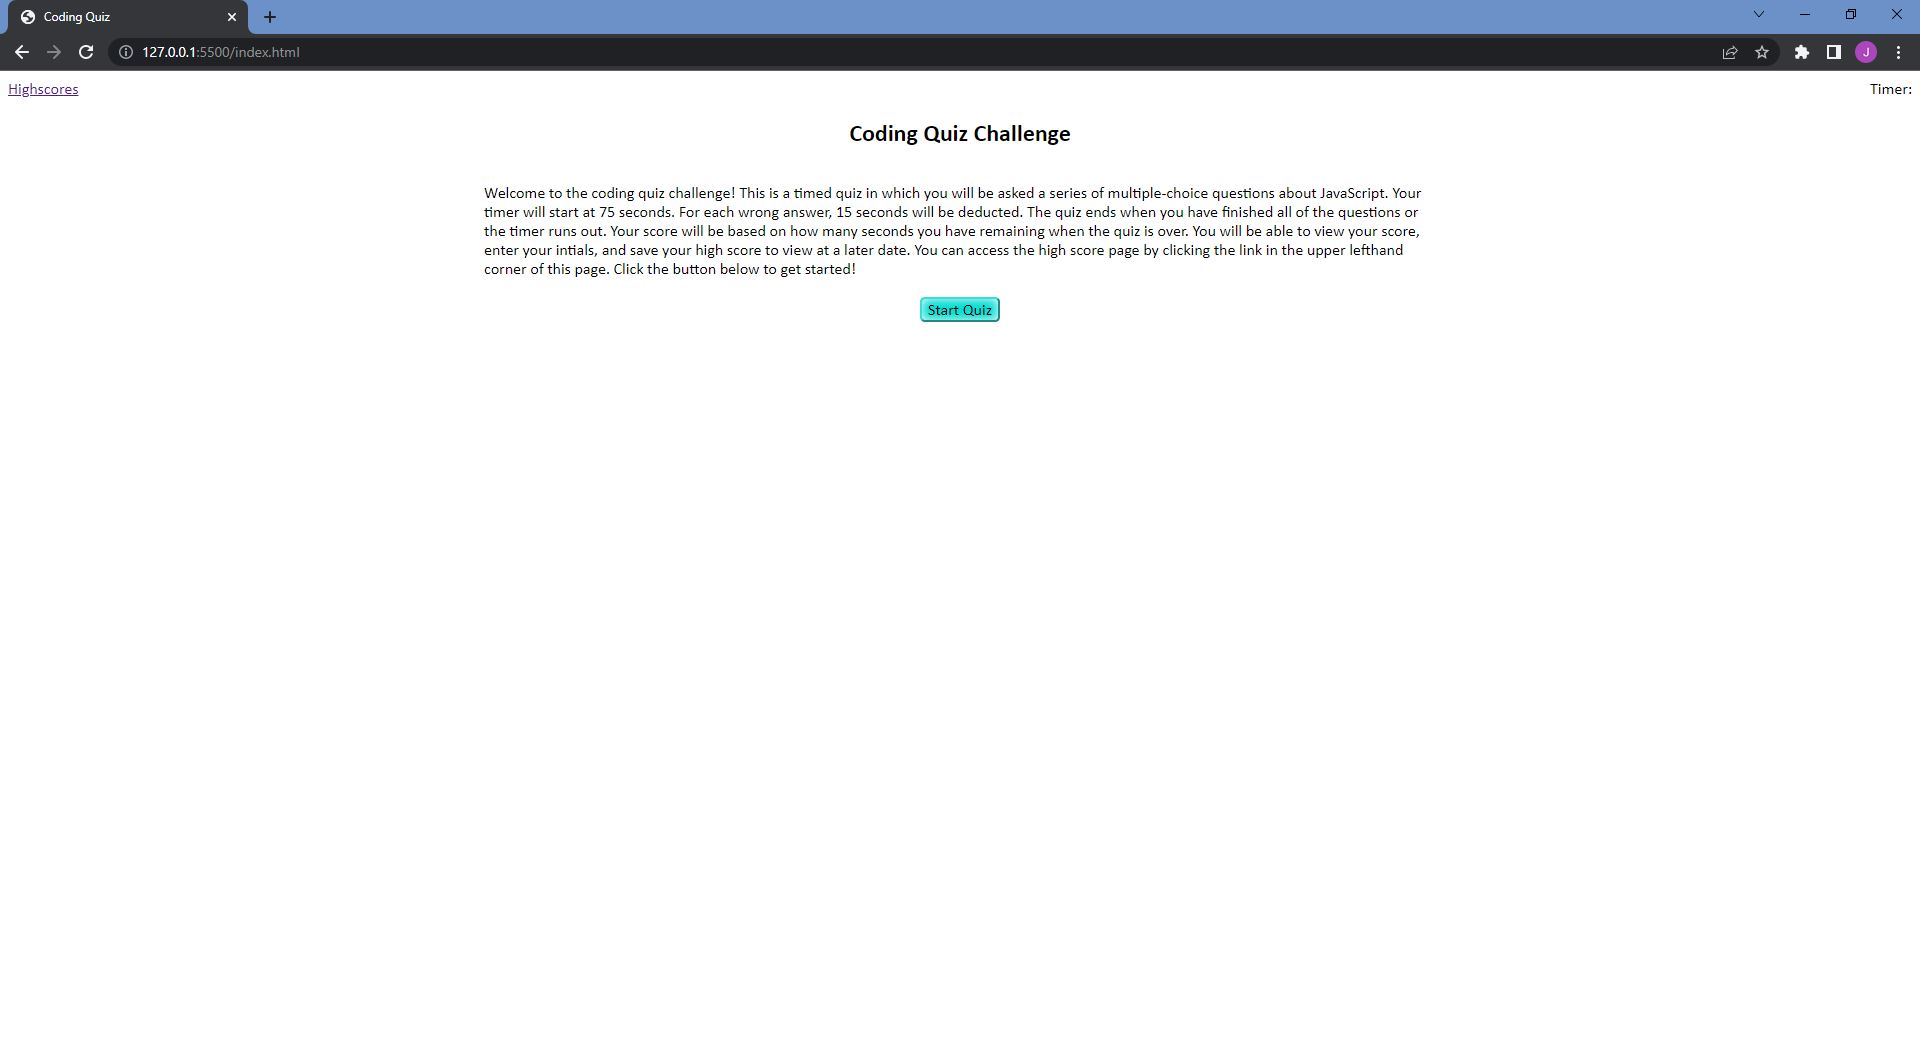 Coding Quiz
127.0.0.1:5500/index.html
J
Highscores
Timer:
Coding Quiz Challenge
Welcome to the coding quiz challenge! This is a timed quiz in which you will be asked a series of multiple-choice questions about JavaScript. Your
timer will start at 75 seconds. For each wrong answer, 15 seconds will be deducted. The quiz ends when you have finished all of the questions or
the timer runs out. Your score will be based on how many seconds you have remaining when the quiz is over. You will be able to view your score,
enter your intials, and save your high score to view at a later date. You can access the high score page by clicking the link in the upper lefthand
corner of this page. Click the button below to get started!
Start Quiz